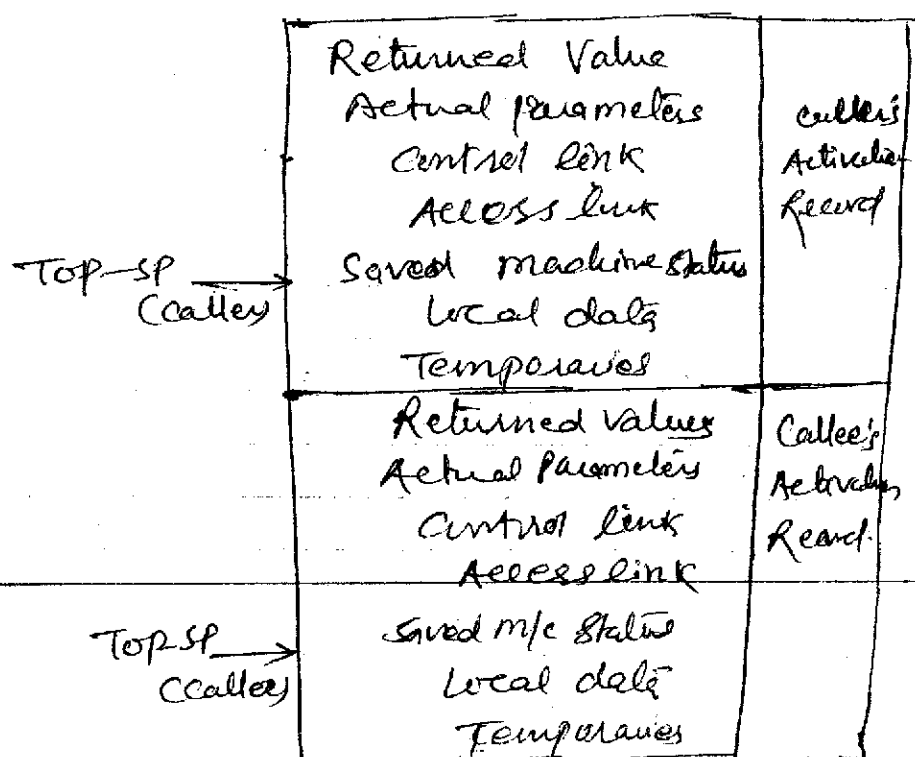 Returned Value
Actual parameters
Control link
Access link
Saved machine status
Local data
Temporaries
caller's
Activation
Record
TOP-SP
(caller)
Returned Values
Actual Parameters
Control link
Access link
Saved m/c status
Local data
Temporaries
Callee's
Activation
Record.
TOP SP
(caller)